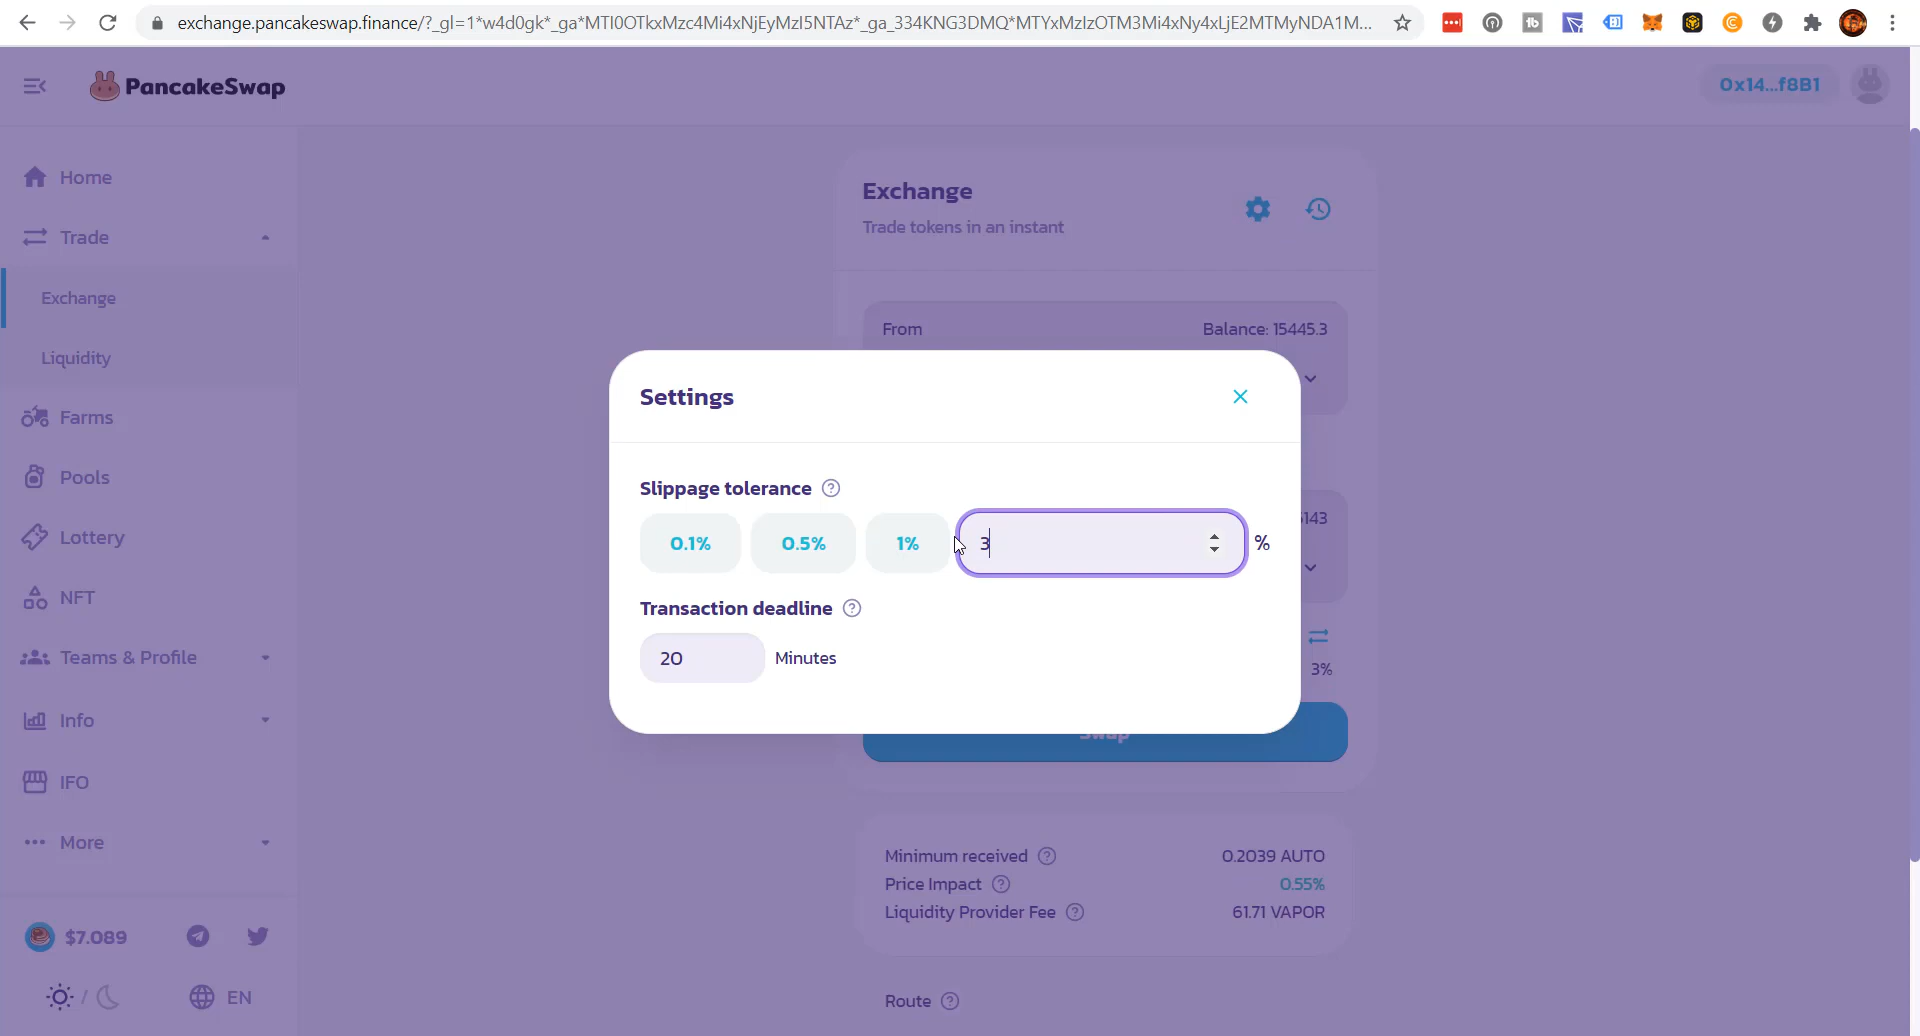 exchange.pancakeswap.finance/?_gl=1*w4d0gk*_ga*MTI0OTkxMzc4Mi4xNjEyMzI5NTAz*_ga_334KNG3DMQ*MTYxMzIzOTM3Mi4xNy4xLjE2MTMyNDA1M...
PancakeSwap
0x14...f8B1
Home
Trade
Exchange
Liquidity
Farms
Pools
Lottery
NFT
Teams & Profile
Info
IFO
More
$7.089
EN
Exchange
Trade tokens in an instant
From
Balance: 15445.3
Settings
Slippage tolerance
0.1%
0.5%
1%
3
%
Transaction deadline
20
Minutes
143
3%
Swap
Minimum received
0.2039 AUTO
Price Impact
0.55%
Liquidity Provider Fee
61.71 VAPOR
Route